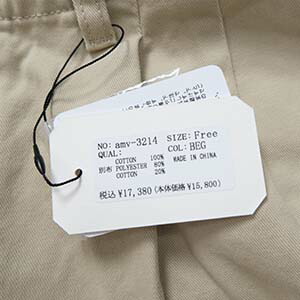 NO: amv-3214 SIZE: Free
QUAL: COL: BEG
COTTON 100% MADE IN CHINA
別布 POLYESTER 80%
COTTON 20%
税込 ¥17,380 (本体価格 ¥15,800)